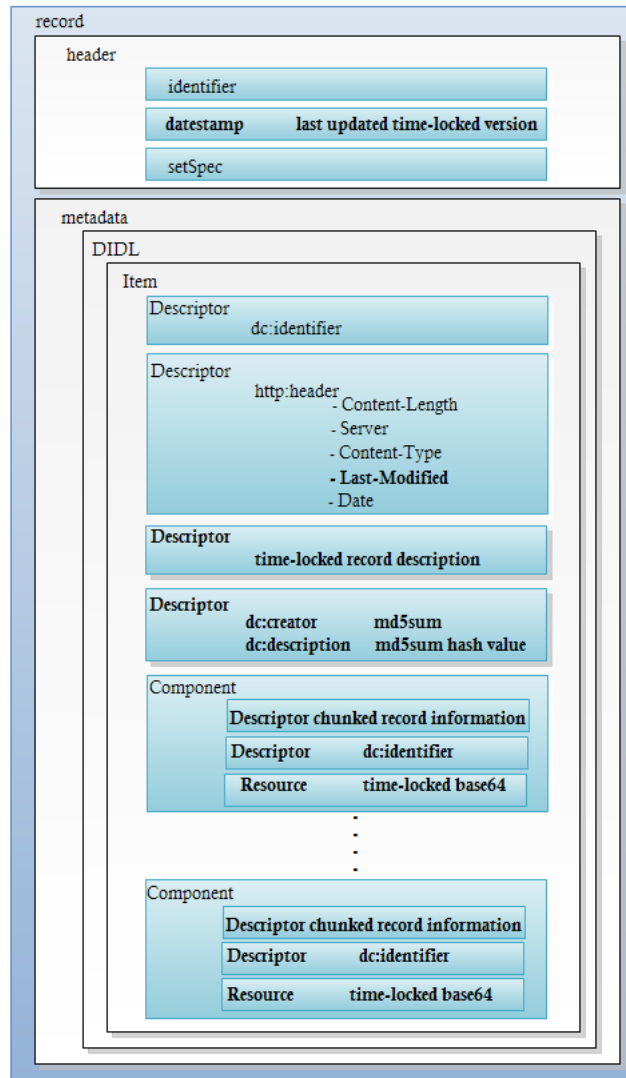 record
header
identifier
datestamp last updated time-locked version
setSpec
metadata
DIDL
Item
Descriptor
dc:identifier
Descriptor
http:header
- Content-Length
- Server
- Content-Type
- Last-Modified
- Date
Descriptor
time-locked record description
Descriptor
dc:creator md5sum
dc:description md5sum hash value
Component
Descriptor chunked record information
Descriptor dc:identifier
Resource time-locked base64
Component
Descriptor chunked record information
Descriptor dc:identifier
Resource time-locked base64